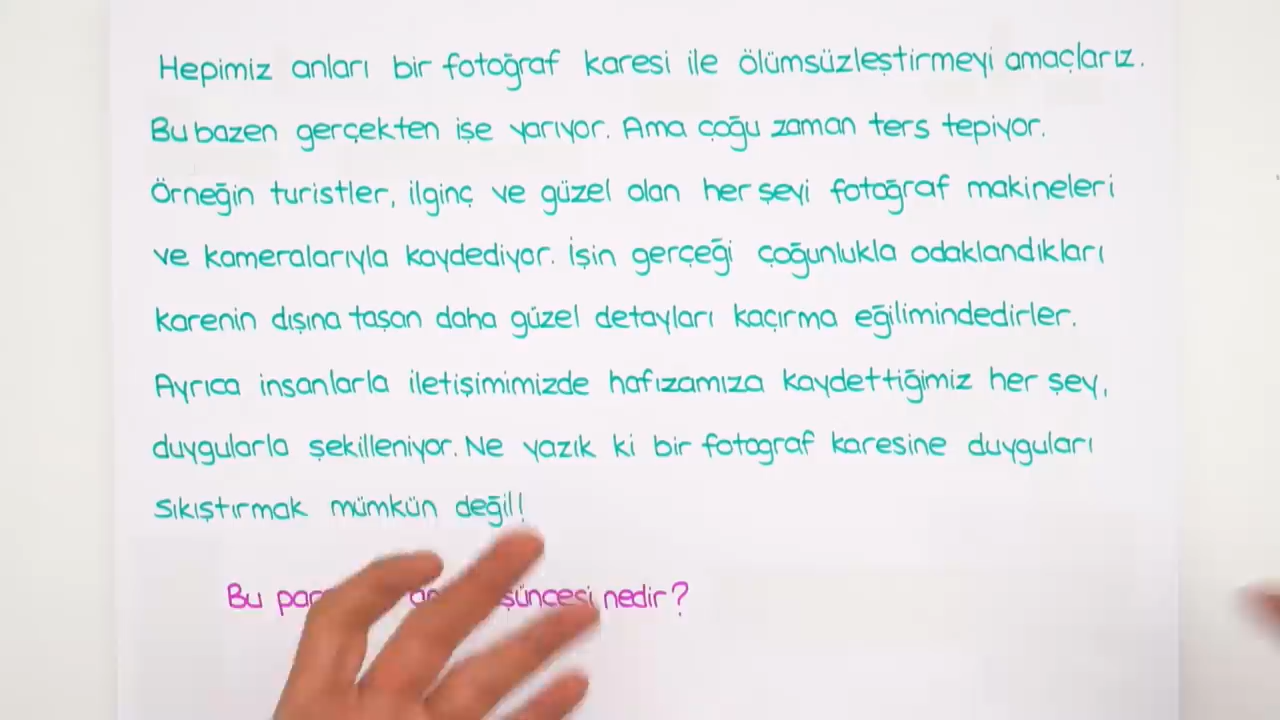 Hepimiz anları bir fotoğraf karesi ile ölümsüzleştirmeyi amaçlarız.
Bu bazen gerçekten işe yarıyor. Ama çoğu zaman ters tepiyor.
Örneğin turistler, ilginç ve güzel olan her şeyi fotoğraf makineleri
ve kameralarıyla kaydediyor. İşin gerçeği çoğunlukla odaklandıkları
karenin dışına taşan daha güzel detayları kaçırma eğilimindedirler.
Ayrıca insanlarla iletişimimizde hafızamıza kaydettiğimiz her şey,
duygularla şekilleniyor. Ne yazık ki bir fotograf karesine duyguları
sıkıştırmak mümkün değil!
Bu nedir?